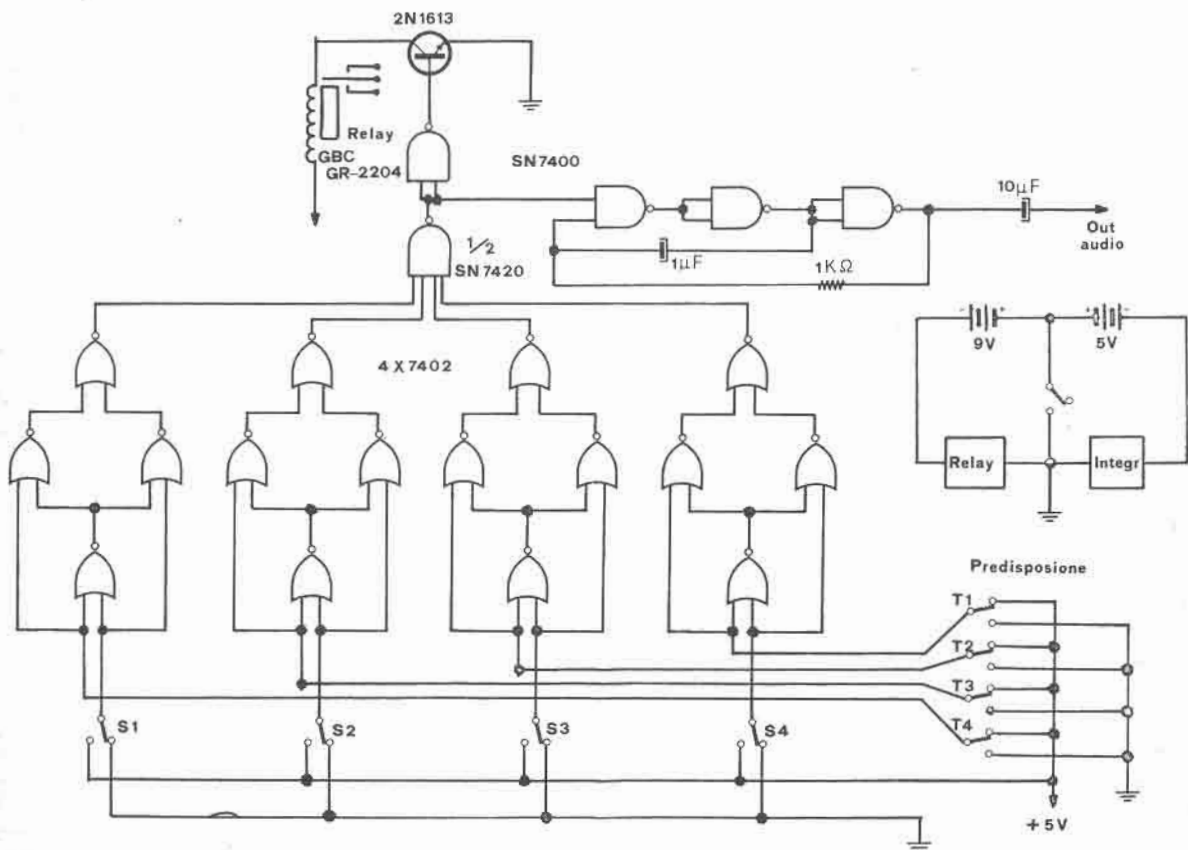 2N1613
Relay
GBC
GR-2204
SN7400
1/2
SN7420
10µF
Out
audio
1µF
1KΩ
4 X 7402
- +
9V
+ -
5V
Relay
Integr
Predisposione
T1
T2
T3
T4
S1
S2
S3
S4
+5V